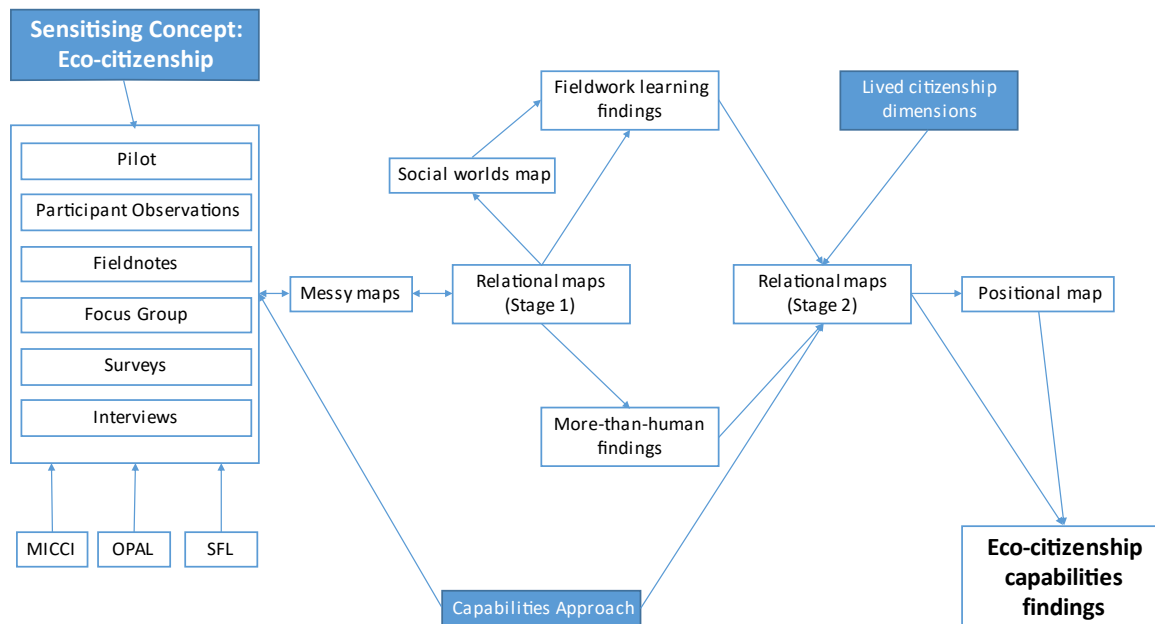 Sensitising Concept:
Eco-citizenship
Pilot
Participant Observations
Fieldnotes
Focus Group
Surveys
Interviews
MICCI
OPAL
SFL
Messy maps
Social worlds map
Relational maps
(Stage 1)
Fieldwork learning
findings
More-than-human
findings
Capabilities Approach
Lived citizenship
dimensions
Relational maps
(Stage 2)
Positional map
Eco-citizenship
capabilities
findings